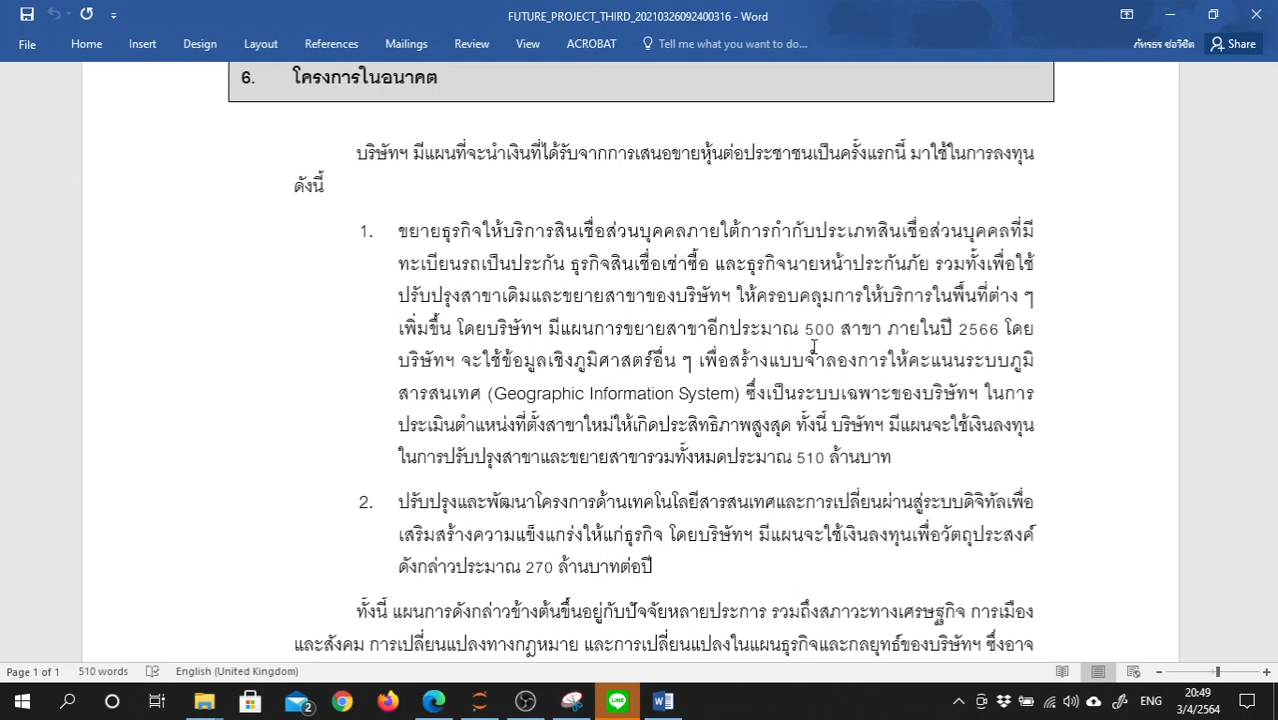 FUTURE_PROJECT_THIRD_20210326092400316 - Word
File Home Insert Design Layout References Mailings Review View ACROBAT Tell me what you want to do... ภัทรธร ช่อวิชิต Share
6. โครงการในอนาคต
บริษัทฯ มีแผนที่จะนำเงินที่ได้รับจากการเสนอขายหุ้นต่อประชาชนเป็นครั้งแรกนี้ มาใช้ในการลงทุน
ดังนี้
1. ขยายธุรกิจให้บริการสินเชื่อส่วนบุคคลภายใต้การกำกับประเภทสินเชื่อส่วนบุคคลที่มี
ทะเบียนรถเป็นประกัน ธุรกิจสินเชื่อเช่าซื้อ และธุรกิจนายหน้าประกันภัย รวมทั้งเพื่อใช้
ปรับปรุงสาขาเดิมและขยายสาขาของบริษัทฯ ให้ครอบคลุมการให้บริการในพื้นที่ต่าง ๆ
เพิ่มขึ้น โดยบริษัทฯ มีแผนการขยายสาขาอีกประมาณ 500 สาขา ภายในปี 2566 โดย
บริษัทฯ จะใช้ข้อมูลเชิงภูมิศาสตร์อื่น ๆ เพื่อสร้างแบบจำลองการให้คะแนนระบบภูมิ
สารสนเทศ (Geographic Information System) ซึ่งเป็นระบบเฉพาะของบริษัทฯ ในการ
ประเมินตำแหน่งที่ตั้งสาขาใหม่ให้เกิดประสิทธิภาพสูงสุด ทั้งนี้ บริษัทฯ มีแผนจะใช้เงินลงทุน
ในการปรับปรุงสาขาและขยายสาขารวมทั้งหมดประมาณ 510 ล้านบาท
2. ปรับปรุงและพัฒนาโครงการด้านเทคโนโลยีสารสนเทศและการเปลี่ยนผ่านสู่ระบบดิจิทัลเพื่อ
เสริมสร้างความแข็งแกร่งให้แก่ธุรกิจ โดยบริษัทฯ มีแผนจะใช้เงินลงทุนเพื่อวัตถุประสงค์
ดังกล่าวประมาณ 270 ล้านบาทต่อปี
ทั้งนี้ แผนการดังกล่าวข้างต้นขึ้นอยู่กับปัจจัยหลายประการ รวมถึงสภาวะทางเศรษฐกิจ การเมือง
และสังคม การเปลี่ยนแปลงทางกฎหมาย และการเปลี่ยนแปลงในแผนธุรกิจและกลยุทธ์ของบริษัทฯ ซึ่งอาจ
Page 1 of 1 510 words English (United Kingdom)
2 LINE ENG 20:49
3/4/2564